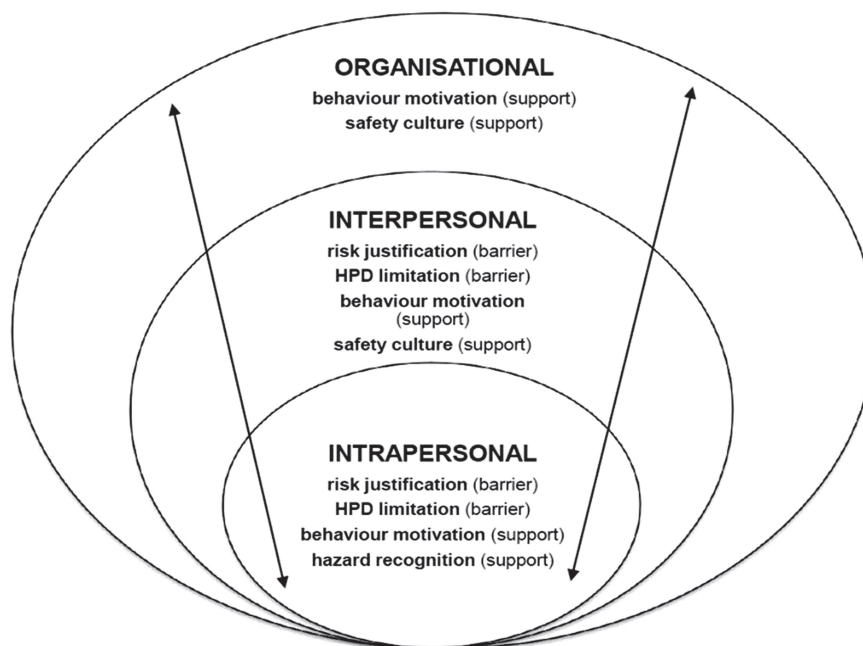 ORGANISATIONAL
behaviour motivation (support)
safety culture (support)
INTERPERSONAL
risk justification (barrier)
HPD limitation (barrier)
behaviour motivation
(support)
safety culture (support)
INTRAPERSONAL
risk justification (barrier)
HPD limitation (barrier)
behaviour motivation (support)
hazard recognition (support)